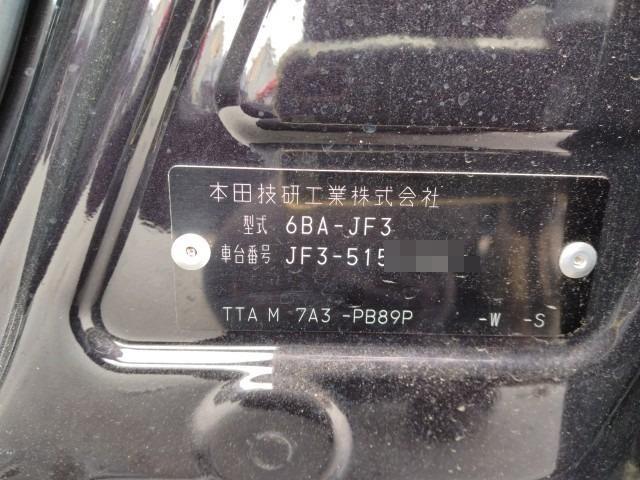 本田技研工業株式会社
型式 6BA-JF3
車台番号 JF3-515
TTA M 7A3 -PB89P -W -S